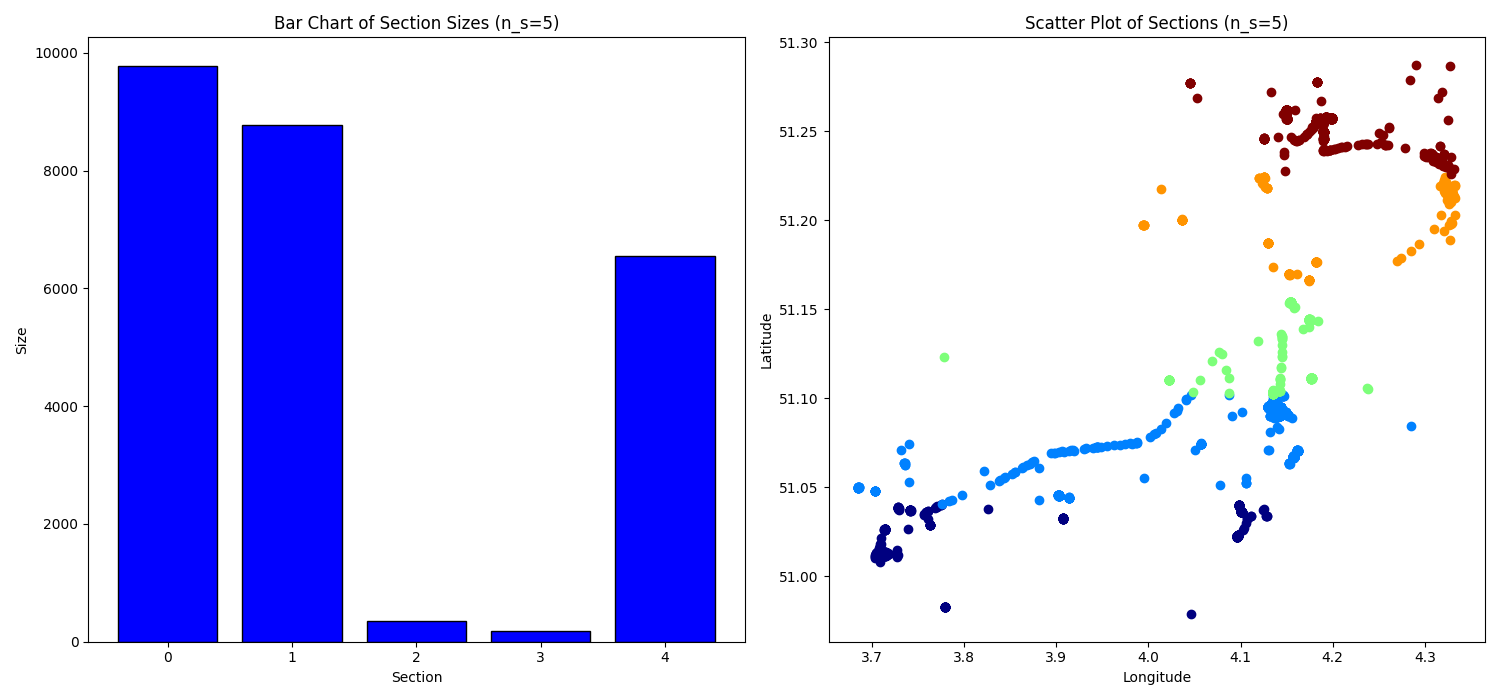 Bar Chart of Section Sizes (n_s=5)
Size
10000
8000
6000
4000
2000
0
0 1 2 3 4
Section
Scatter Plot of Sections (n_s=5)
Latitude
51.30
51.25
51.20
51.15
51.10
51.05
51.00
3.7 3.8 3.9 4.0 4.1 4.2 4.3
Longitude